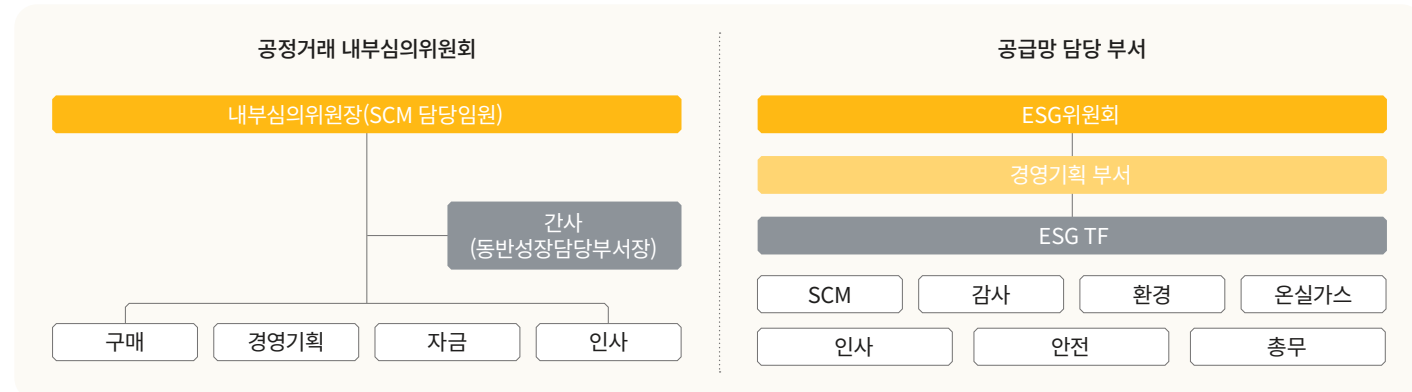 공정거래 내부심의위원회
내부심의위원장(SCM 담당임원)
간사
(동반성장담당부서장)
구매
경영기획
자금
인사
공급망 담당 부서
ESG위원회
경영기획 부서
ESG TF
SCM
감사
환경
온실가스
인사
안전
총무